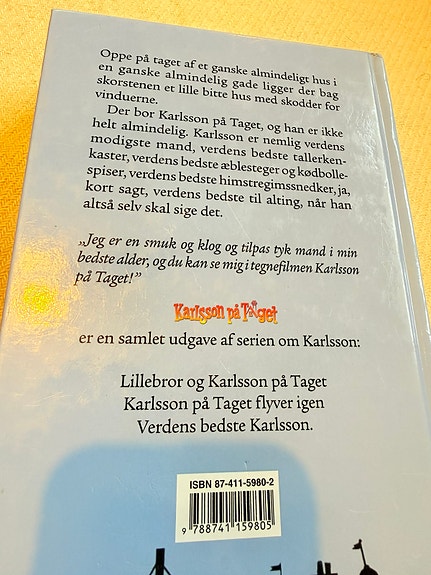 Oppe på taget af et ganske almindeligt hus i
en ganske almindelig gade ligger der bag
skorstenen et lille bitte hus med skodder for
vinduerne.
Der bor Karlsson på Taget, og han er ikke
helt almindelig. Karlsson er nemlig verdens
modigste mand, verdens bedste tallerken-
kaster, verdens bedste æblesteger og kødbolle-
spiser, verdens bedste himstregimssnedker, ja,
kort sagt, verdens bedste til alting, når han
altså selv skal sige det.
„Jeg er en smuk og klog og tilpas tyk mand i min
bedste alder, og du kan se mig i tegnefilmen Karlsson
på Taget!”
Karlsson på Taget
er en samlet udgave af serien om Karlsson:
Lillebror og Karlsson på Taget
Karlsson på Taget flyver igen
Verdens bedste Karlsson.
ISBN 87-411-5980-2
9 788741 159805